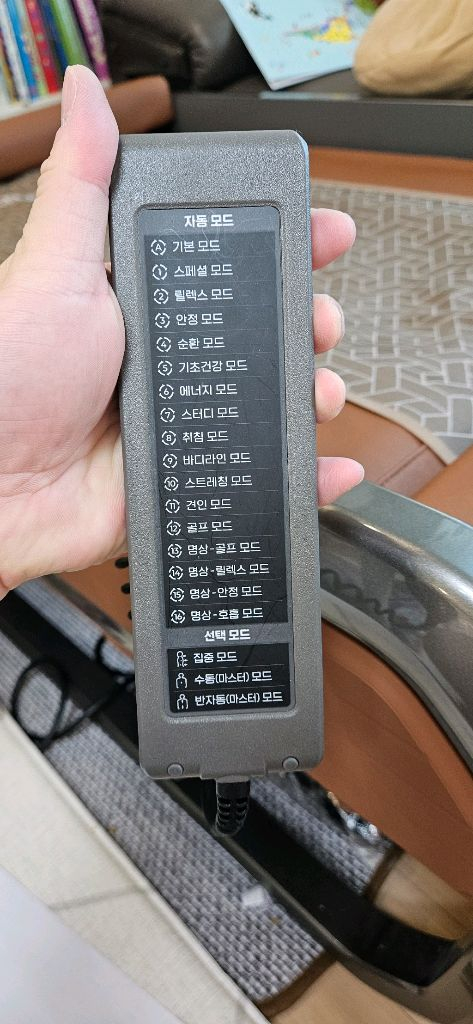 자동 모드
A 기본 모드
1 스페셜 모드
2 릴렉스 모드
3 안정 모드
4 순환 모드
5 기초건강 모드
6 에너지 모드
7 스터디 모드
8 취침 모드
9 바디라인 모드
10 스트레칭 모드
11 견인 모드
12 골프 모드
13 명상-골프 모드
14 명상-릴렉스 모드
15 명상-안정 모드
16 명상-호흡 모드
선택 모드
집중 모드
수동(마스터) 모드
반자동(마스터) 모드